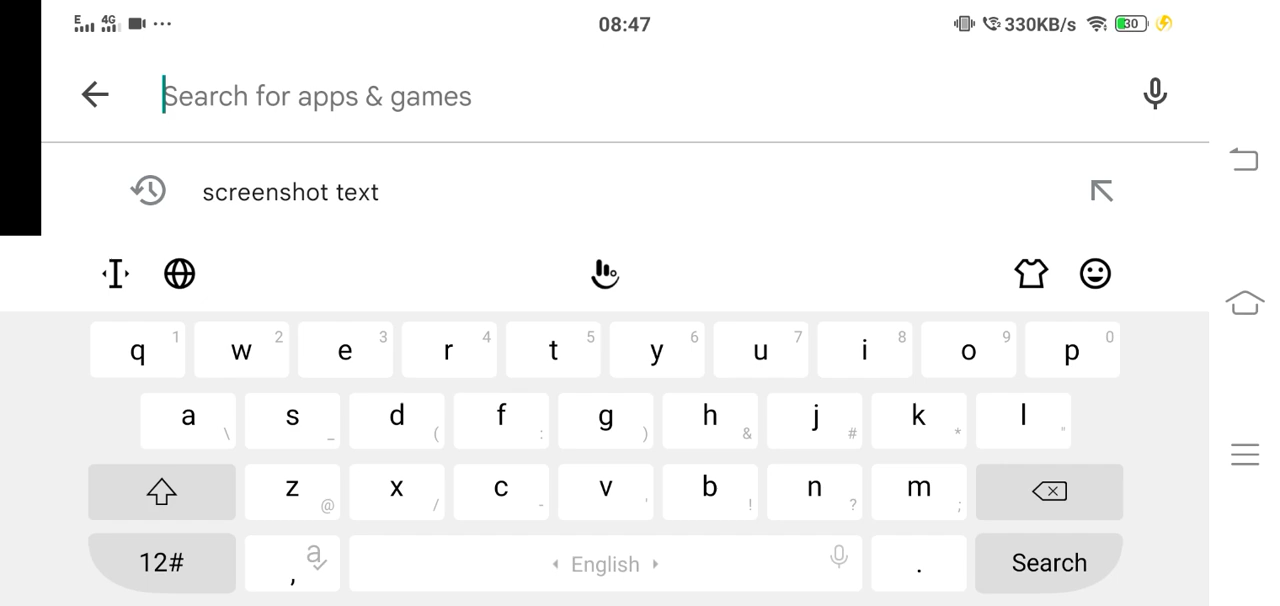 E 4G 08:47 330KB/s 30
Search for apps & games
screenshot text
q 1 w 2 e 3 r 4 t 5 y 6 u 7 i 8 o 9 p 0
a \ s _ d ( f : g ) h & j # k * l "
z @ x / c - v ' b ! n ? m ;
12# , a English . Search